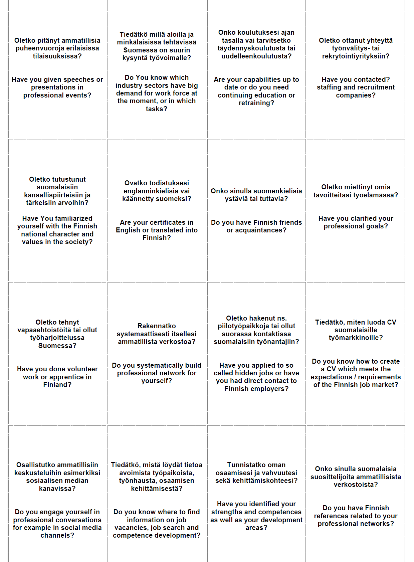 Oletko pitänyt ammatillisia
puheenvuoroja erilaisissa
tilaisuuksissa?
Have you given speeches or
presentations in
professional events?
Tiedätkö millä aloilla ja
minkälaisissa tehtävissa
Suomessa on suurin
kysyntä työvoimalle?
Do You know which
industry sectors have big
demand for work force at
the moment, or in which
tasks?
Onko koulutuksesi ajan
tasalla vai tarvitsetko
täydennyskoulutusta tai
uudelleenkoulutusta?
Are your capabilities up to
date or do you need
continuing education or
retraining?
Oletko ottanut yhteyttä
työnvälitys- tai
rekrytointiyrityksiin?
Have you contacted?
staffing and recruitment
companies?
Oletko tutustunut
suomalaisiin
kansallispiirteisiin ja
tärkeisiin arvoihin?
Have You familiarized
yourself with the Finnish
national character and
values in the society?
Ovatko todistuksesi
englanninkielisiä vai
käännetty suomeksi?
Are your certificates in
English or translated into
Finnish?
Onko sinulla suomenkielisiä
ystäviä tai tuttavia?
Do you have Finnish friends
or acquaintances?
Oletko miettinyt omia
tavoitteitasi työelämässä?
Have you clarified your
professional goals?
Oletko tehnyt
vapaaehtoistöitä tai ollut
työharjoittelussa
Suomessa?
Have you done volunteer
work or apprentice in
Finland?
Rakennatko
systemaattisesti itsellesi
ammatillista verkostoa?
Do you systematically build
professional network for
yourself?
Oletko hakenut ns.
piilotyöpaikkoja tai ollut
suorassa kontaktissa
suomalaisiin työnantajiin?
Have you applied to so
called hidden jobs or have
you had direct contact to
Finnish employers?
Tiedätkö, miten luoda CV
suomalaisille
työmarkkinoille?
Do you know how to create
a CV which meets the
expectations / requirements
of the Finnish job market?
Osallistutko ammatillisiin
keskusteluihin esimerkiksi
sosiaalisen median
kanavissa?
Do you engage yourself in
professional conversations
for example in social media
channels?
Tiedätkö, mistä löydät tietoa
avoimista työpaikoista,
työnhausta, osaamisen
kehittämisestä?
Do you know where to find
information on job
vacancies, job search and
competence development?
Tunnistatko oman
osaamisesi ja vahvuutesi
sekä kehittämiskohteesi?
Have you identified your
strengths and competences
as well as your development
areas?
Onko sinulla suomalaisia
suosittelijoita ammatillisista
verkostoista?
Do you have Finnish
references related to your
professional networks?